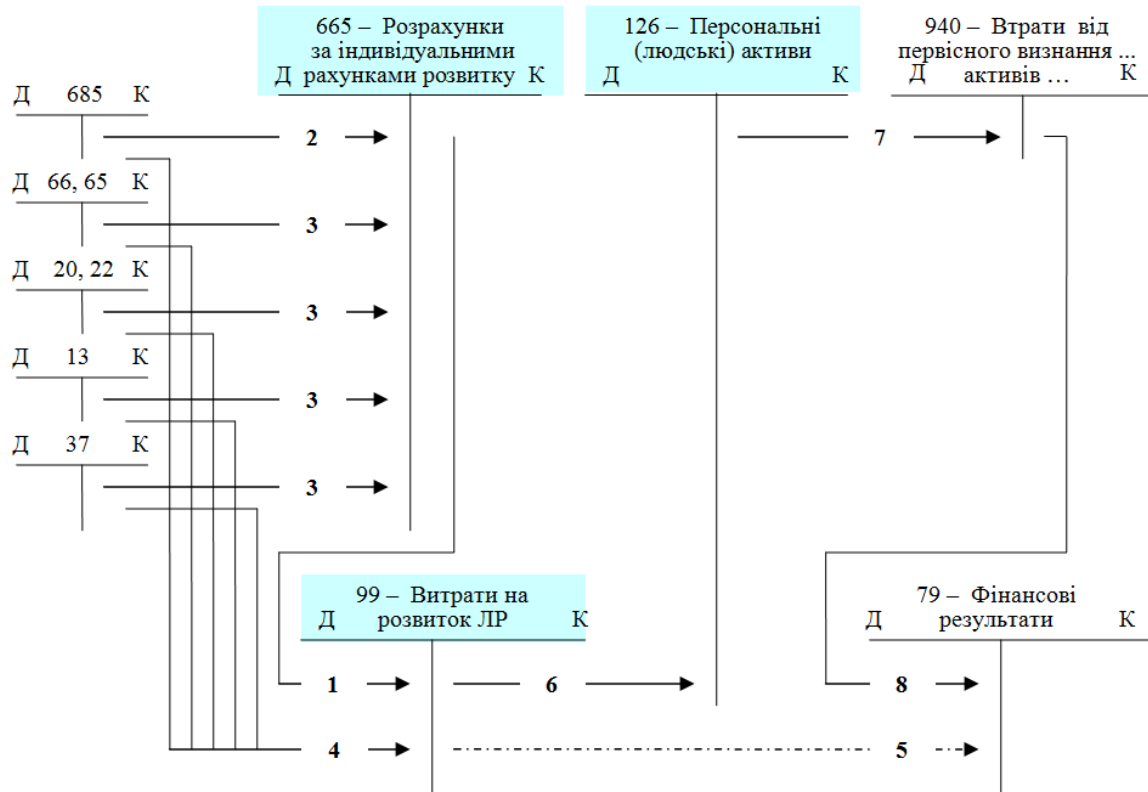 665 – Розрахунки
за індивідуальними
Д рахунками розвитку К
126 – Персональні
(людські) активи
Д К
940 – Втрати від
первісного визнання ...
Д активів … К
Д 685 К
2
7
Д 66, 65 К
3
Д 20, 22 К
3
Д 13 К
3
Д 37 К
3
99 – Витрати на
Д розвиток ЛР К
79 – Фінансові
Д результати К
1
6
8
4
5